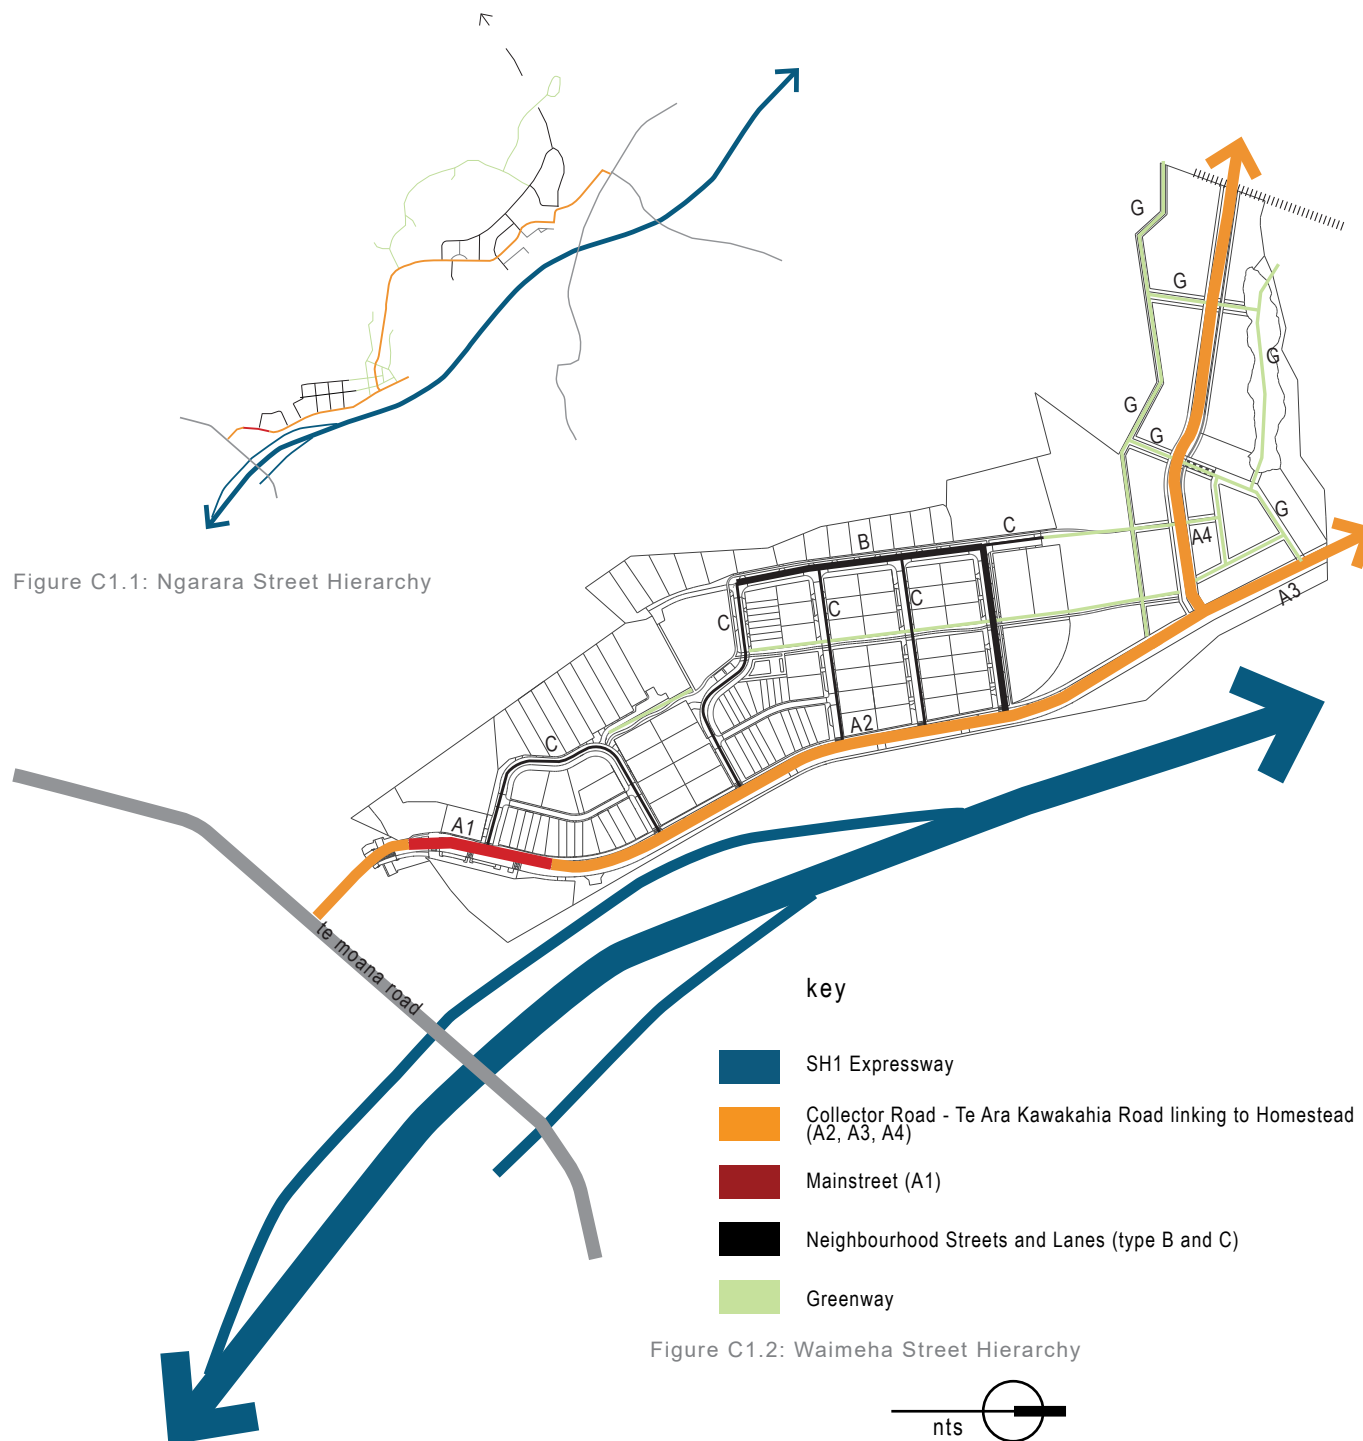 Figure C1.1: Ngarara Street Hierarchy
G
G
G
G
G
G
C
B
A4
A3
C
C
C
A2
C
A1
te moana road
key
SH1 Expressway
Collector Road - Te Ara Kawakahia Road linking to Homestead
(A2, A3, A4)
Mainstreet (A1)
Neighbourhood Streets and Lanes (type B and C)
Greenway
Figure C1.2: Waimeha Street Hierarchy
nts